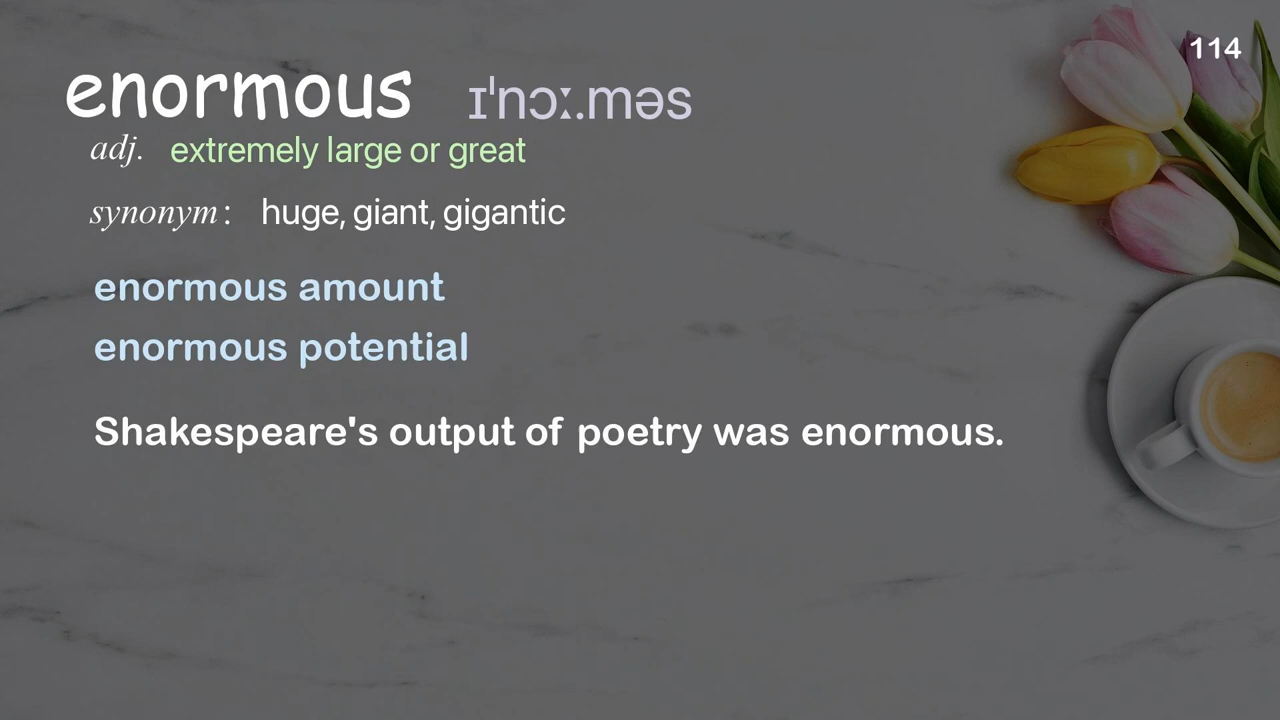 114
enormous ɪˈnɔː.məs
adj. extremely large or great
synonym: huge, giant, gigantic
enormous amount
enormous potential
Shakespeare's output of poetry was enormous.